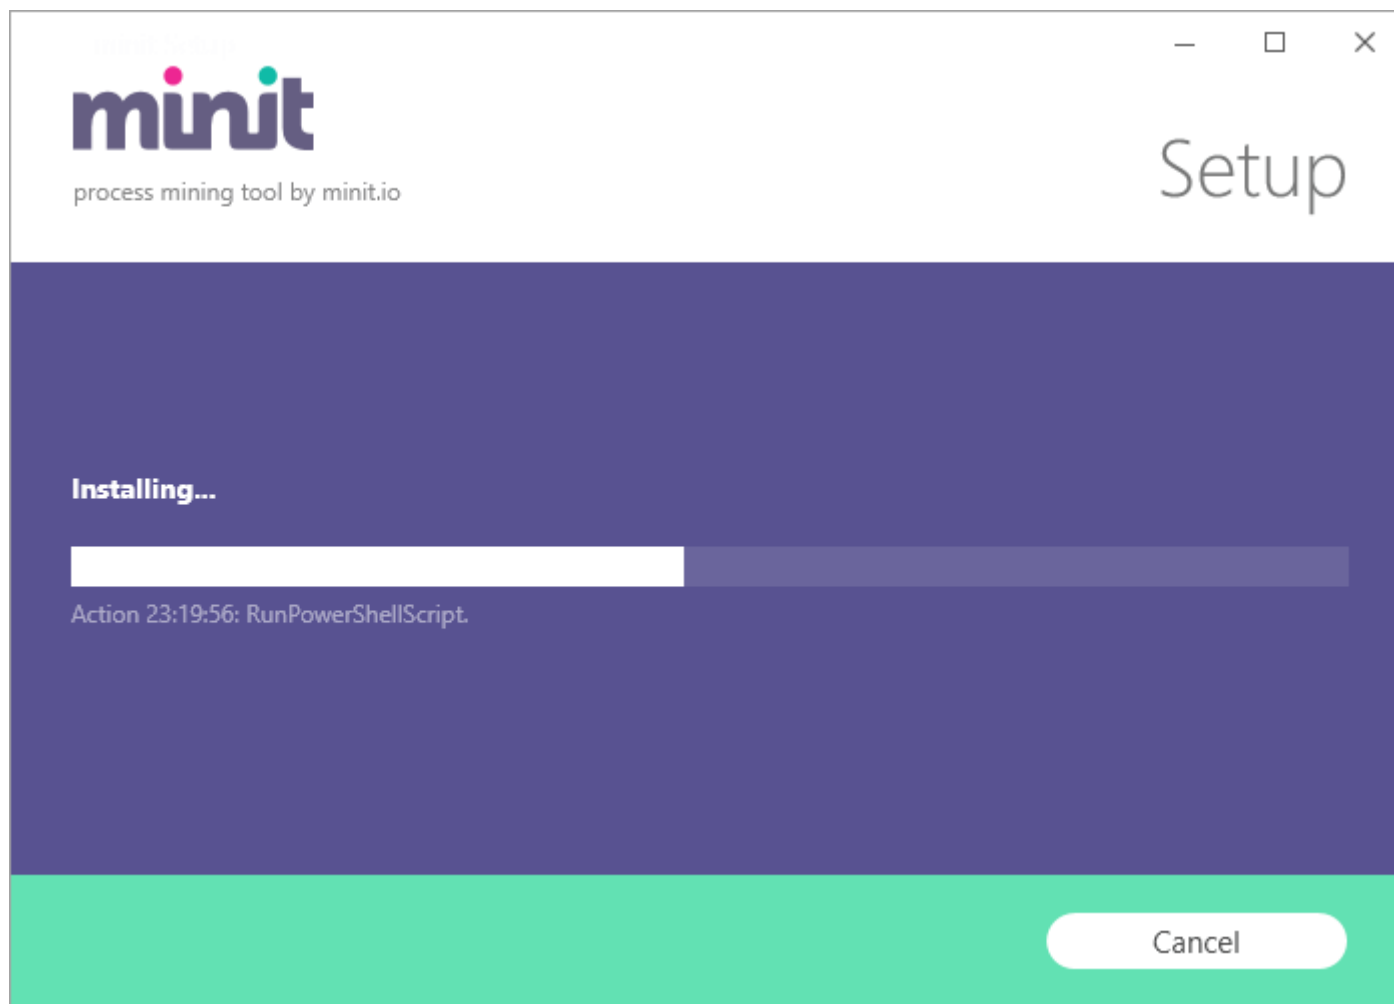 minit
process mining tool by minit.io
Setup
Installing...
Action 23:19:56: RunPowerShellScript.
Cancel